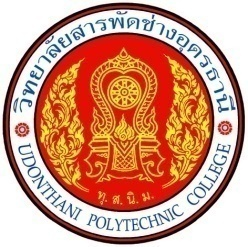 วิทยาลัยสารพัดช่างอุดรธานี
ทุ. ส. นิ. ม.
UDONTHANI POLYTECHNIC COLLEGE